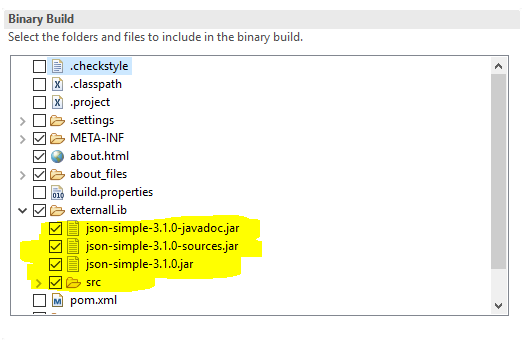 Binary Build
Select the folders and files to include in the binary build.
.checkstyle
.classpath
.project
.settings
META-INF
about.html
about_files
build.properties
externalLib
json-simple-3.1.0-javadoc.jar
json-simple-3.1.0-sources.jar
json-simple-3.1.0.jar
src
pom.xml